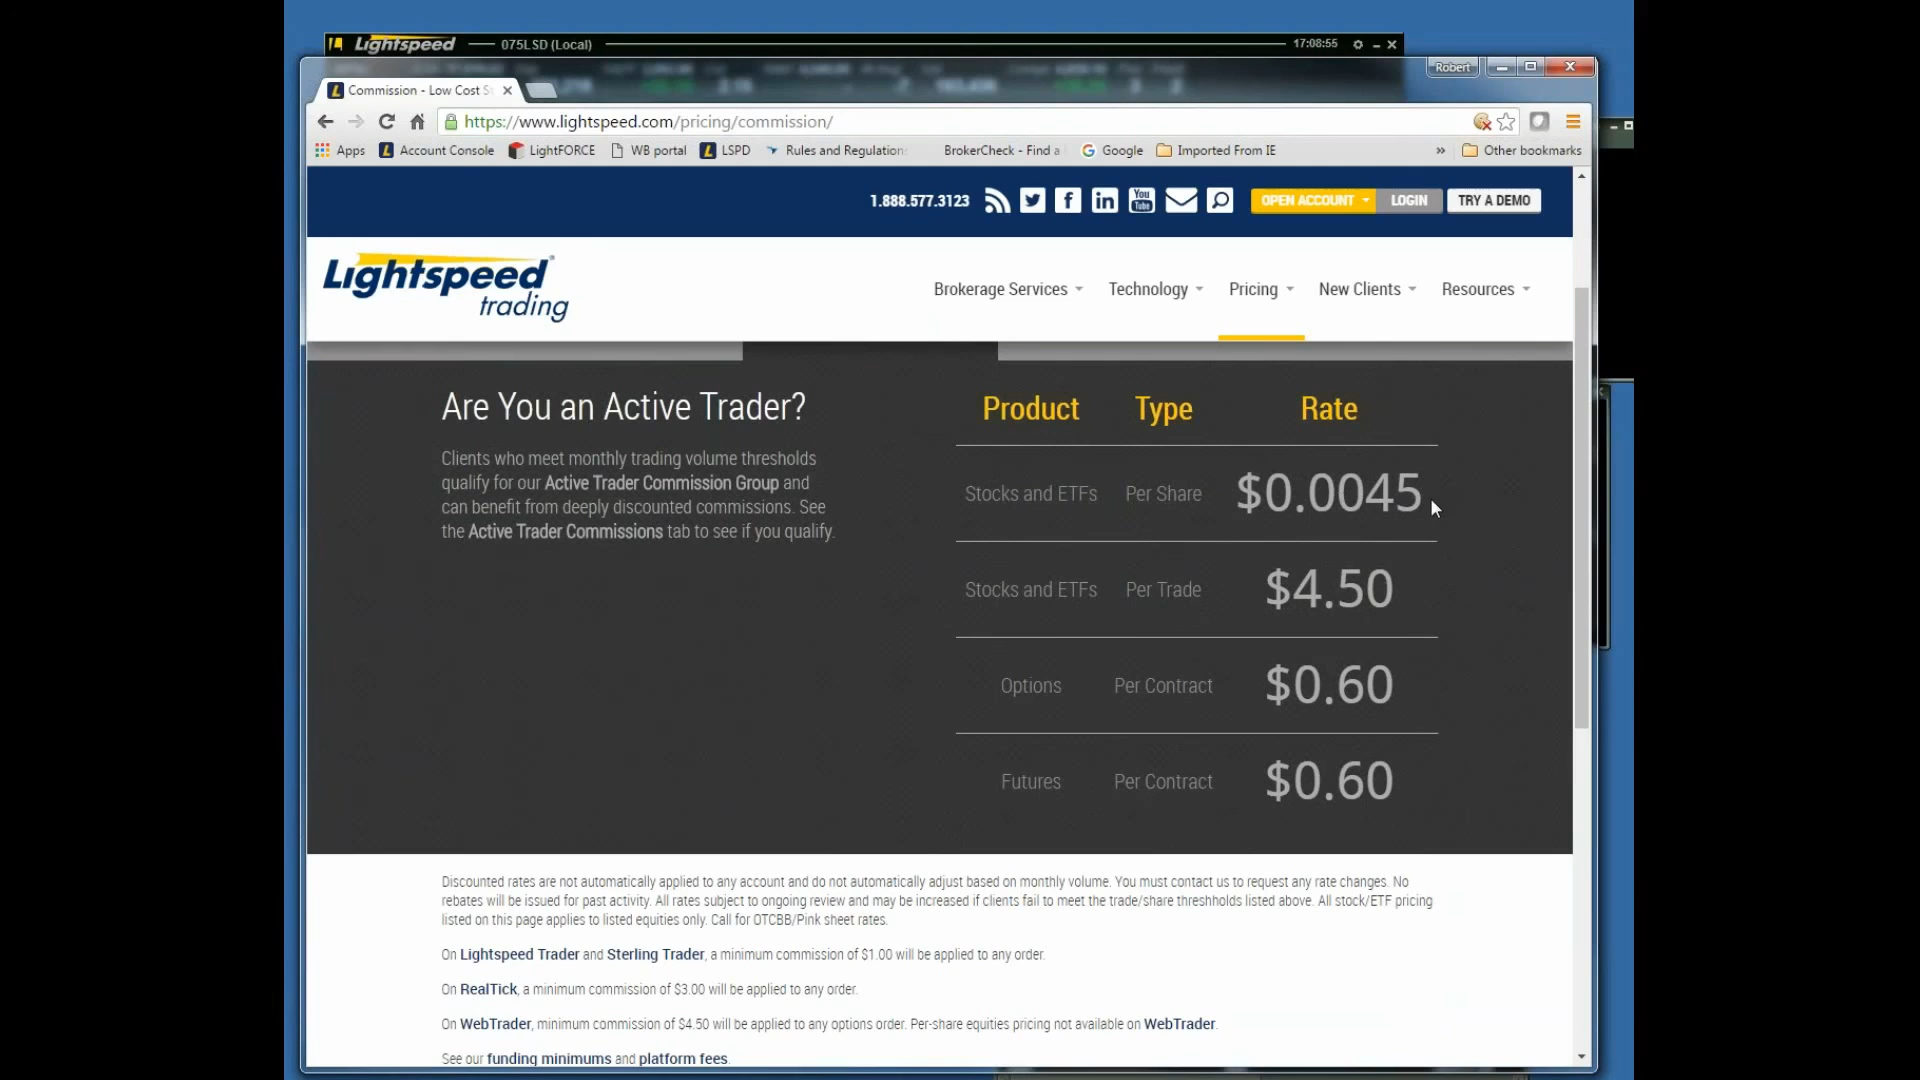 Lightspeed 075LSD (Local) 17:08:55
Robert
Commission - Low Cost S
https://www.lightspeed.com/pricing/commission/
Apps Account Console LightFORCE WB portal LSPD Rules and Regulation BrokerCheck - Find a Google Imported From IE » Other bookmarks
1.888.577.3123 You Tube OPEN ACCOUNT LOGIN TRY A DEMO
Lightspeed
trading
Brokerage Services Technology Pricing New Clients Resources
Are You an Active Trader?
Clients who meet monthly trading volume thresholds
qualify for our Active Trader Commission Group and
can benefit from deeply discounted commissions. See
the Active Trader Commissions tab to see if you qualify.
Product Type Rate
Stocks and ETFs Per Share $0.0045
Stocks and ETFs Per Trade $4.50
Options Per Contract $0.60
Futures Per Contract $0.60
Discounted rates are not automatically applied to any account and do not automatically adjust based on monthly volume. You must contact us to request any rate changes. No
rebates will be issued for past activity. All rates subject to ongoing review and may be increased if clients fail to meet the trade/share threshholds listed above. All stock/ETF pricing
listed on this page applies to listed equities only. Call for OTCBB/Pink sheet rates.
On Lightspeed Trader and Sterling Trader, a minimum commission of $1.00 will be applied to any order.
On RealTick, a minimum commission of $3.00 will be applied to any order.
On WebTrader, minimum commission of $4.50 will be applied to any options order. Per-share equities pricing not available on WebTrader.
See our funding minimums and platform fees.